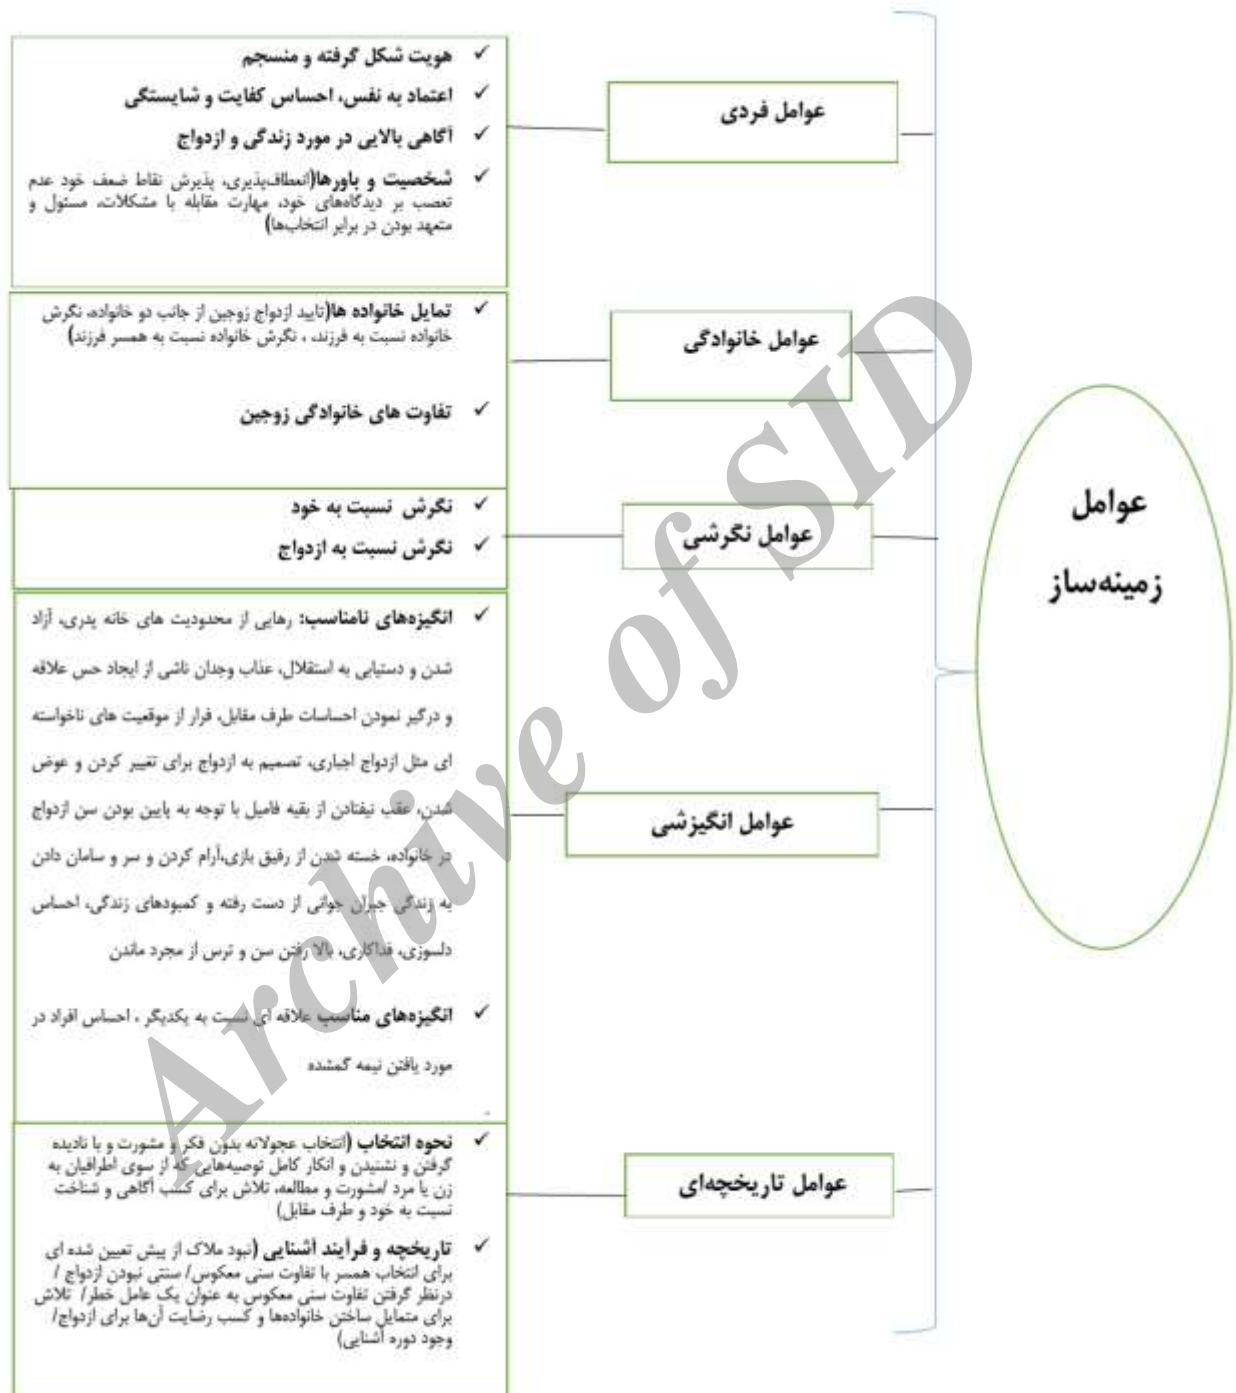 عوامل
زمینه‌ساز
عوامل فردی
هویت شکل گرفته و منسجم
اعتماد به نفس، احساس کفایت و شایستگی
آگاهی بالایی در مورد زندگی و ازدواج
شخصیت و باورها(انعطاف‌پذیری، پذیرش نقاط ضعف خود عدم
تعصب بر دیدگاه‌های خود، مهارت مقابله با مشکلات، مسئول و
متعهد بودن در برابر انتخاب‌ها)
عوامل خانوادگی
تمایل خانواده ها(تایید ازدواج زوجین از جانب دو خانواده، نگرش
خانواده نسبت به فرزند، ، نگرش خانواده نسبت به همسر فرزند)
تفاوت های خانوادگی زوجین
عوامل نگرشی
نگرش نسبت به خود
نگرش نسبت به ازدواج
عوامل انگیزشی
انگیزه‌های نامناسب: رهایی از محدودیت های خانه پدری، آزاد
شدن و دستیابی به استقلال، عذاب وجدان ناشی از ایجاد حس علاقه
و درگیر نمودن احساسات طرف مقابل، فرار از موقعیت های ناخواسته
ای مثل ازدواج اجباری، تصمیم به ازدواج برای تغییر کردن و عوض
شدن، عقب نیفتادن از بقیه فامیل با توجه به پایین بودن سن ازدواج
در خانواده، خسته شدن از رفیق بازی،آرام کردن و سر و سامان دادن
به زندگی جبران جوانی از دست رفته و کمبودهای زندگی، احساس
دلسوزی، فداکاری، بالا رفتن سن و ترس از مجرد ماندن
انگیزه‌های مناسب علاقه ای نسبت به یکدیگر ، احساس افراد در
مورد یافتن نیمه گمشده
.
عوامل تاریخچه‌ای
نحوه انتخاب (انتخاب عجولانه بدون فکر و مشورت و با نادیده
گرفتن و نشنیدن و انکار کامل توصیه‌هایی که از سوی اطرافیان به
زن یا مرد /مشورت و مطالعه، تلاش برای کسب آگاهی و شناخت
نسبت به خود و طرف مقابل)
تاریخچه و فرآیند آشنایی (نبود ملاک از پیش تعیین شده ای
برای انتخاب همسر با تفاوت سنی معکوس/ سنتی نبودن ازدواج /
درنظر گرفتن تفاوت سنی معکوس به عنوان یک عامل خطر/ تلاش
برای متمایل ساختن خانواده‌ها و کسب رضایت آن‌ها برای ازدواج/
وجود دوره آشنایی)
Archive of SID